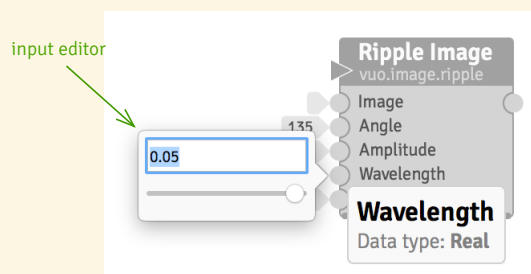 input editor
Ripple Image
vuo.image.ripple
Image
135
Angle
Amplitude
0.05
Wavelength
Wavelength
Data type: Real